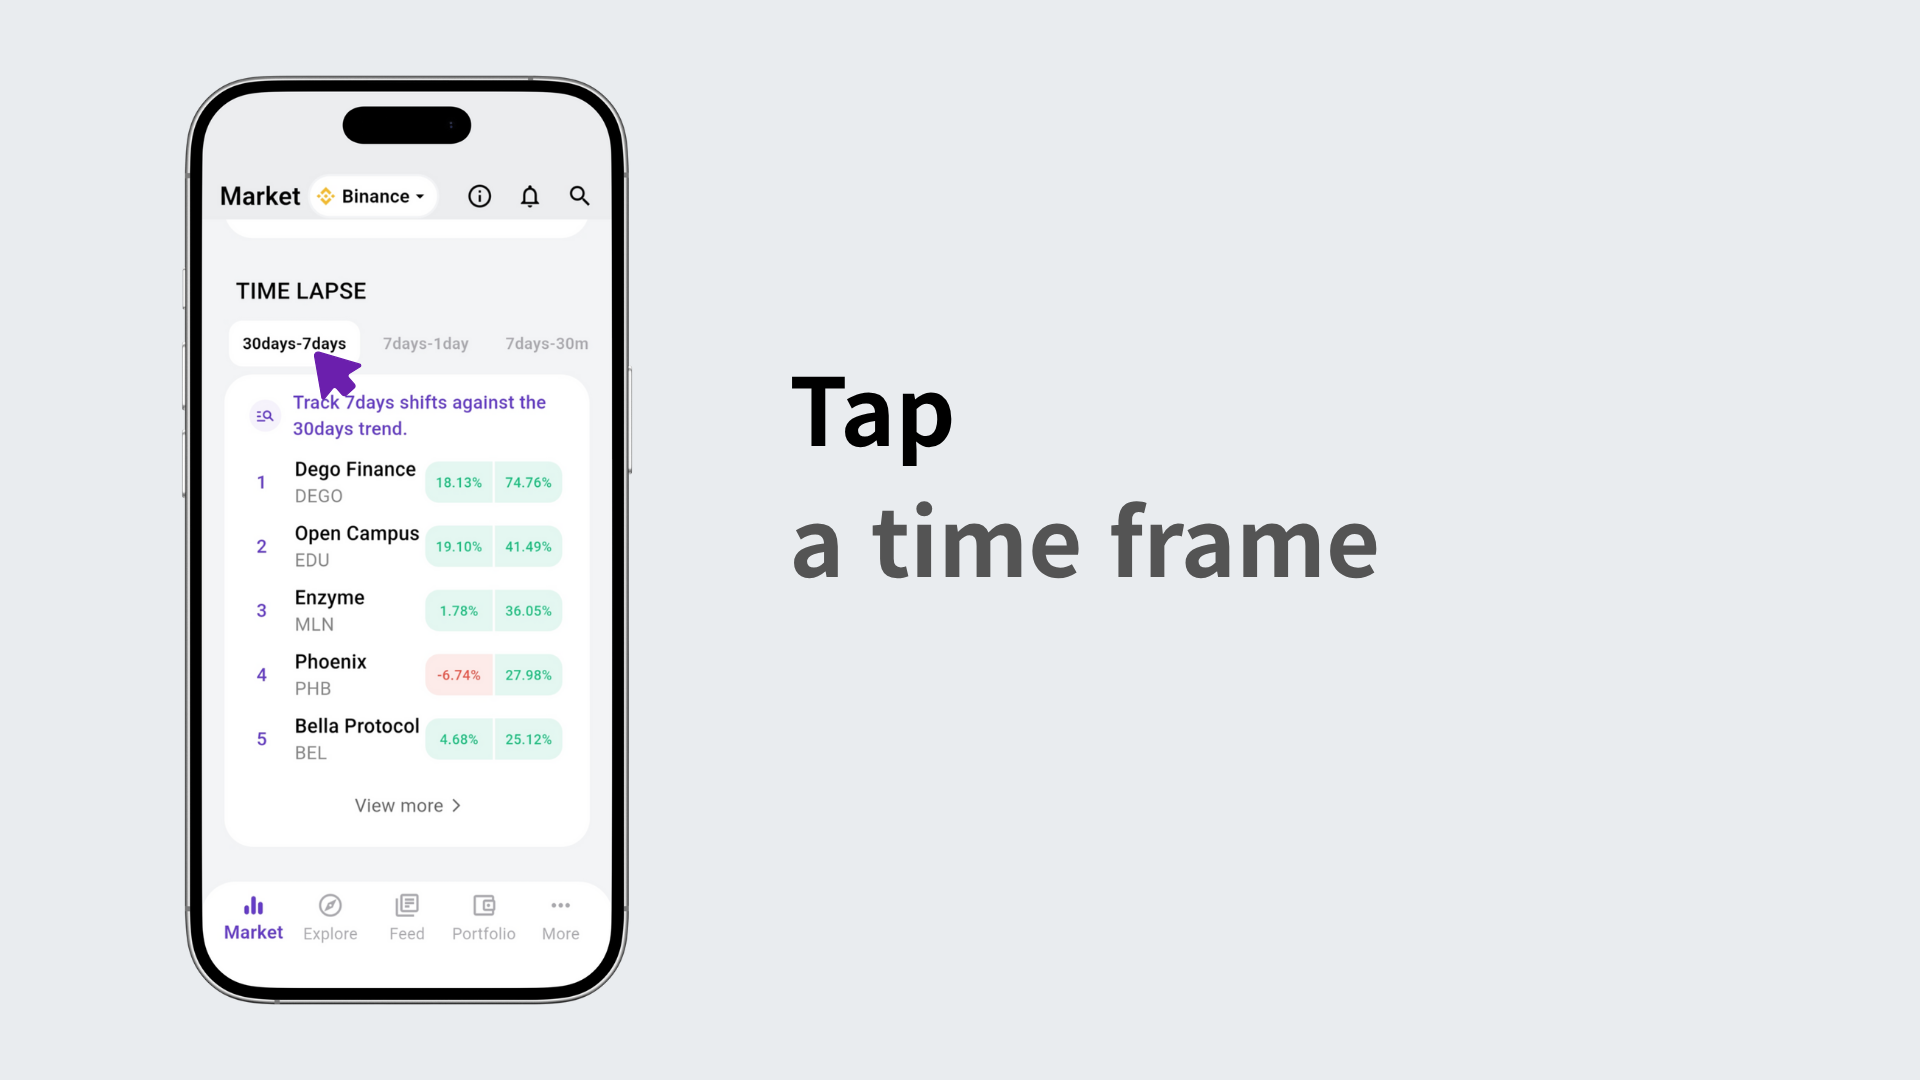 Market
Binance
TIME LAPSE
30days-7days
7days-1day
7days-30m
Track 7days shifts against the
30days trend.
1
Dego Finance
DEGO
18.13%
74.76%
2
Open Campus
EDU
19.10%
41.49%
3
Enzyme
MLN
1.78%
36.05%
4
Phoenix
PHB
-6.74%
27.98%
5
Bella Protocol
BEL
4.68%
25.12%
View more
Market
Explore
Feed
Portfolio
More
Tap
a time frame